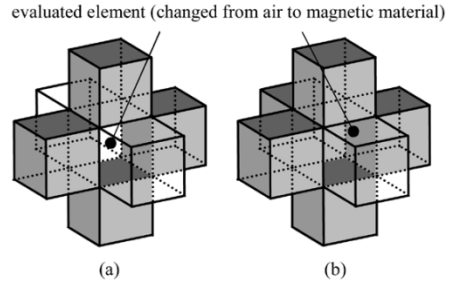 evaluated element (changed from air to magnetic material)
(a)
(b)